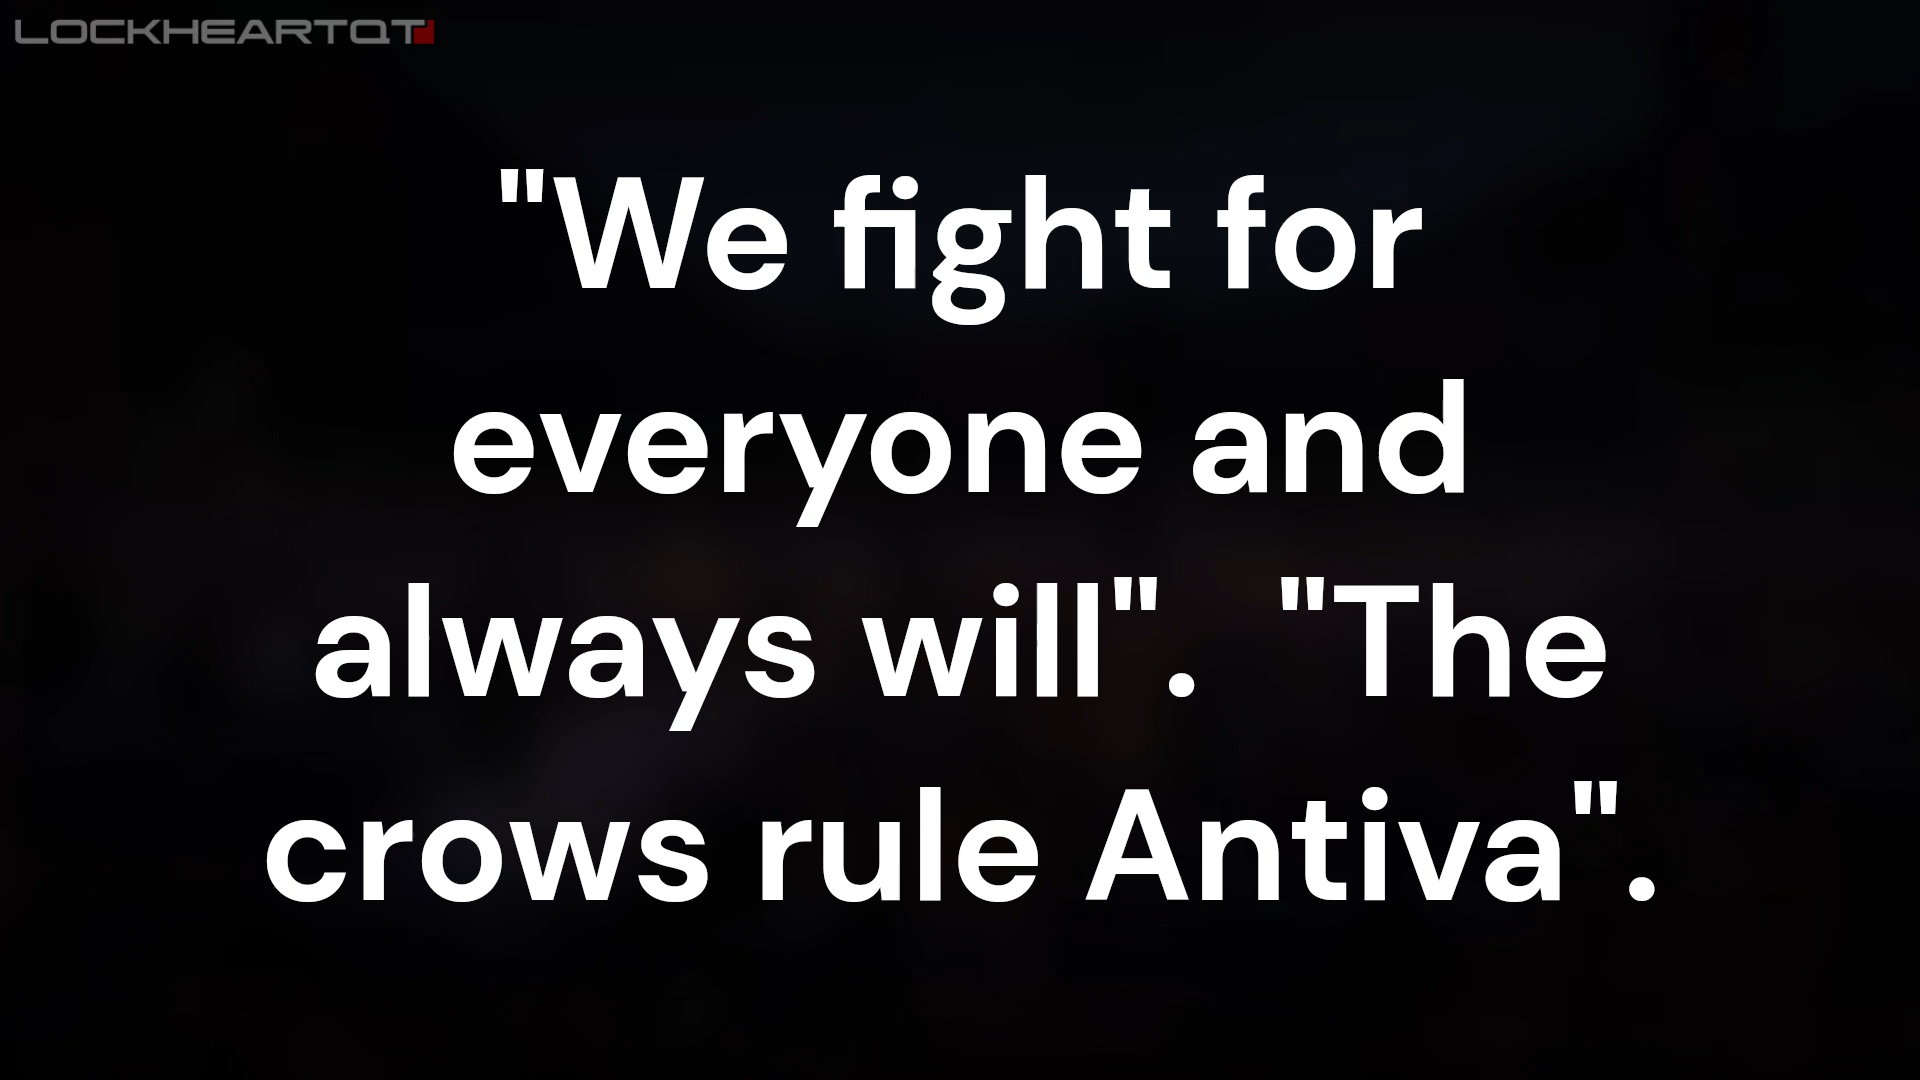 LOCKHEARTQT
"We fight for
everyone and
always will".  "The
crows rule Antiva".